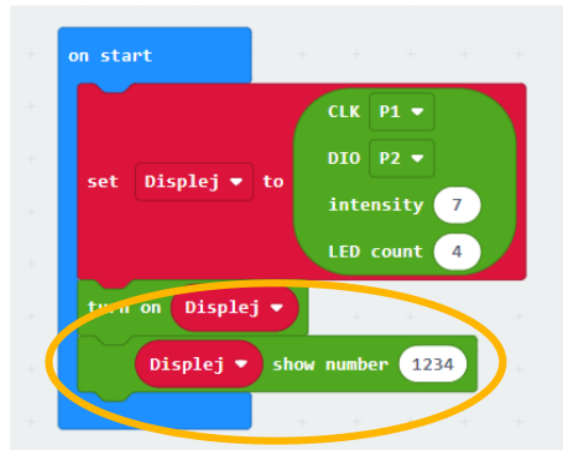 on start
CLK P1
DIO P2
set Displej to
intensity 7
LED count 4
turn on Displej
Displej show number 1234